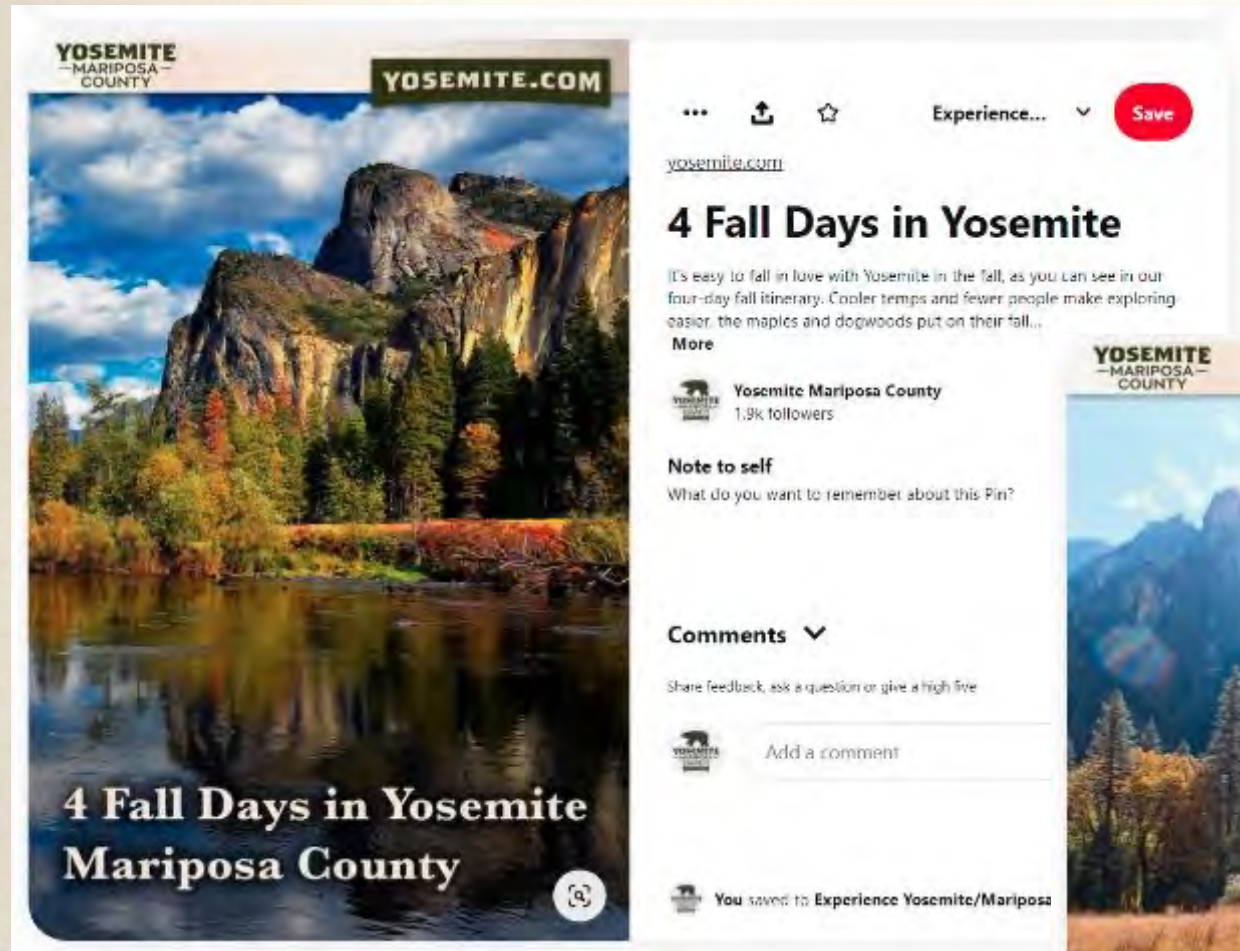 YOSEMITE
MARIPOSA
COUNTY
YOSEMITE.COM
4 Fall Days in Yosemite
Mariposa County
Experience...
Save
yosemite.com
4 Fall Days in Yosemite
It's easy to fall in love with Yosemite in the fall, as you can see in our
four-day fall itinerary. Cooler temps and fewer people make exploring
easier, the maples and dogwoods put on their fall...
More
Yosemite Mariposa County
1.9k followers
Note to self
What do you want to remember about this Pin?
Comments
Share feedback, ask a question or give a high five
Add a comment
You saved to Experience Yosemite/Mariposa
YOSEMITE
MARIPOSA
COUNTY